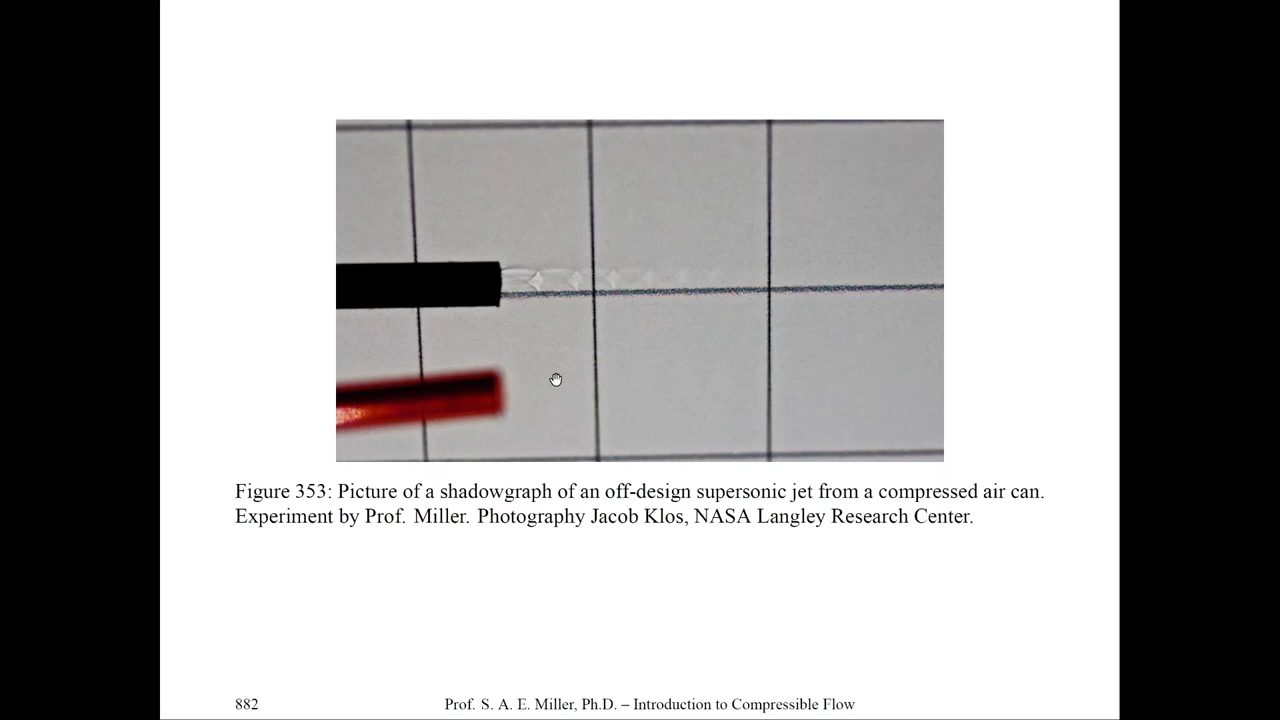 Figure 353: Picture of a shadowgraph of an off-design supersonic jet from a compressed air can.
Experiment by Prof. Miller. Photography Jacob Klos, NASA Langley Research Center.
882 Prof. S. A. E. Miller, Ph.D. – Introduction to Compressible Flow